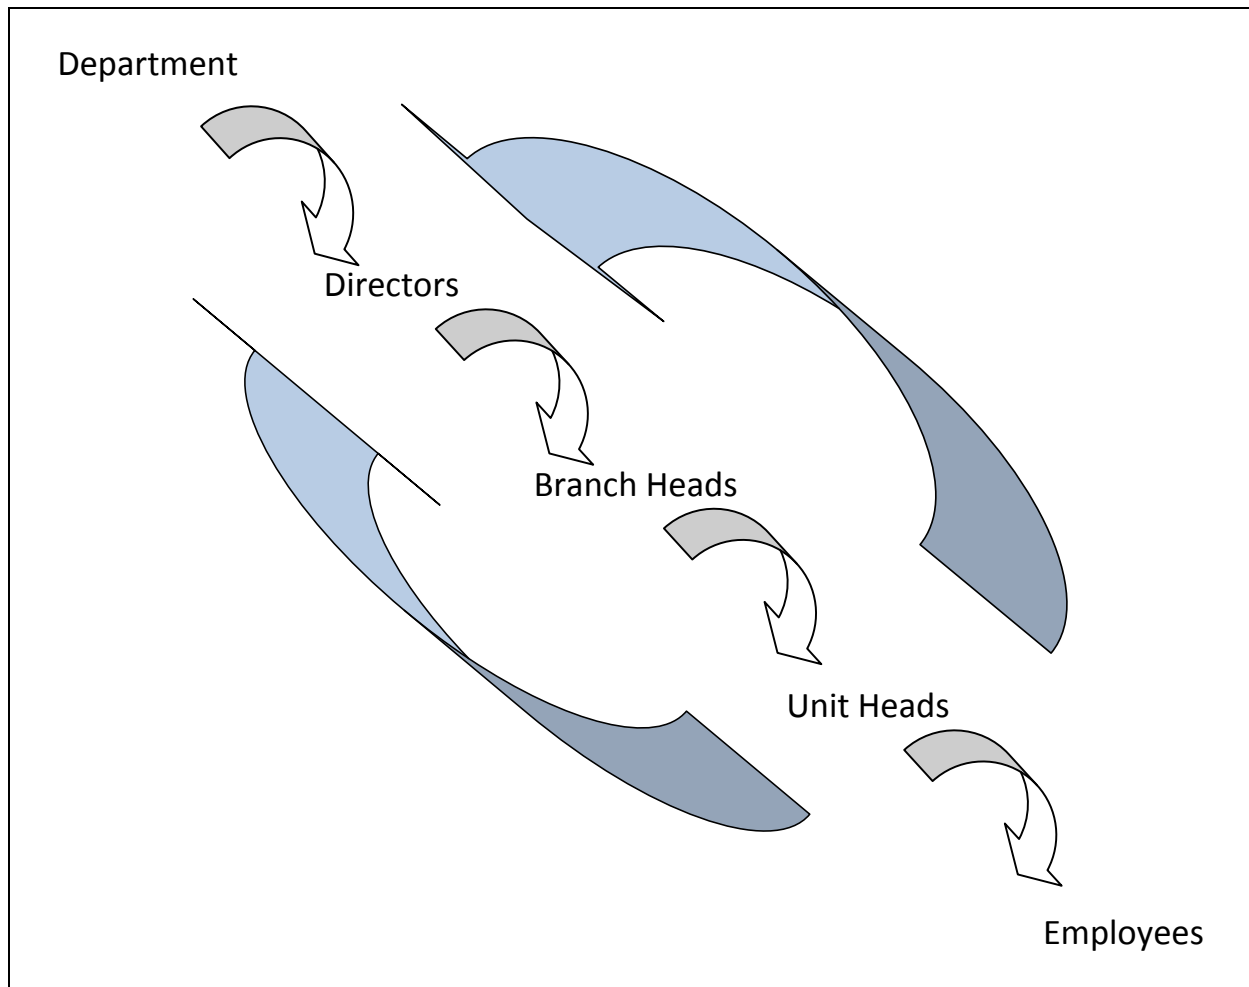 Department
Directors
Branch Heads
Unit Heads
Employees